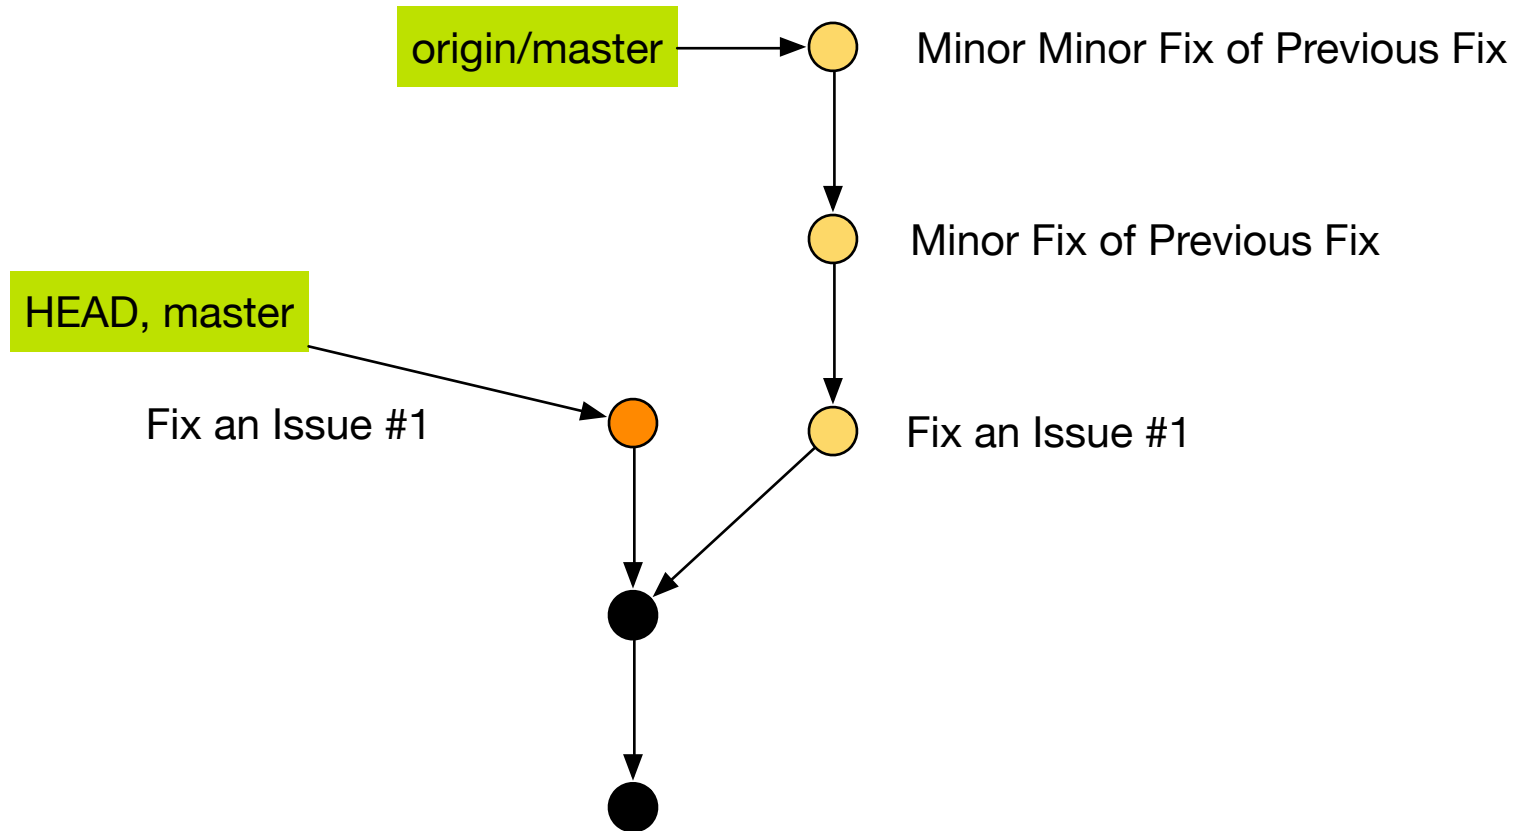 origin/master
Minor Minor Fix of Previous Fix
Minor Fix of Previous Fix
HEAD, master
Fix an Issue #1
Fix an Issue #1